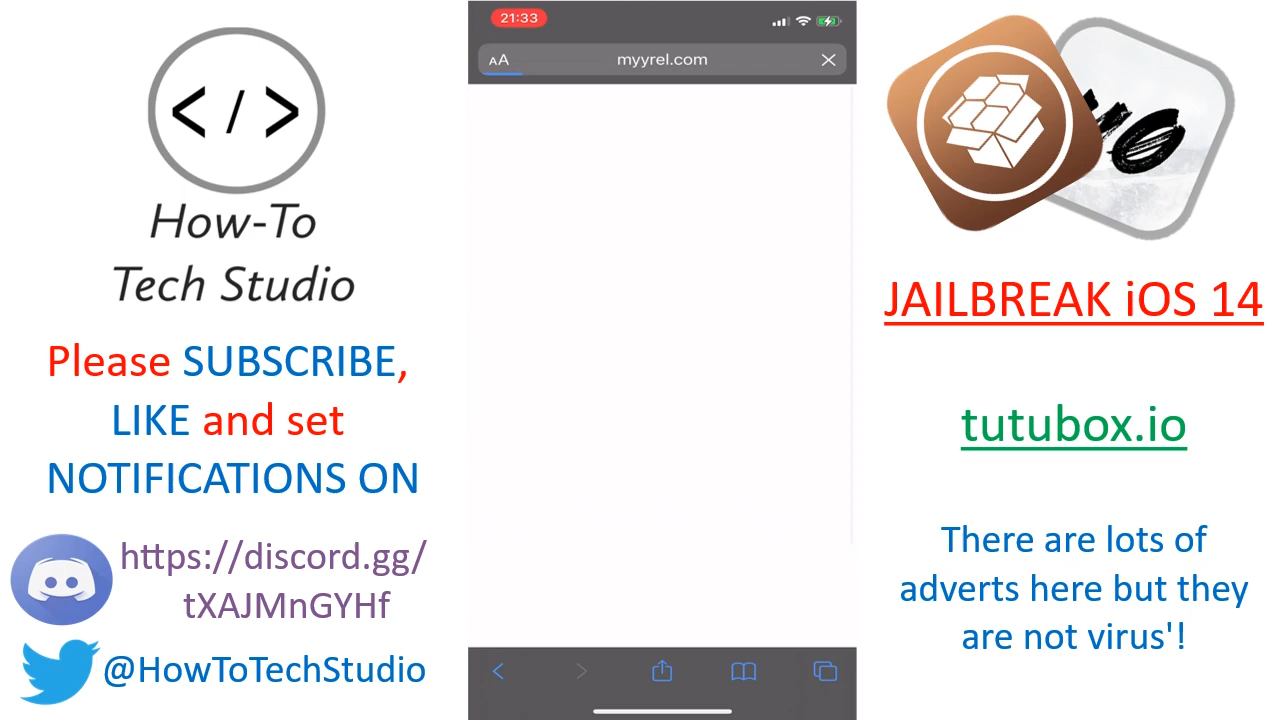 </>
How-To
Tech Studio
Please SUBSCRIBE,
LIKE and set
NOTIFICATIONS ON
https://discord.gg/
tXAJMnGYHf
@HowToTechStudio
21:33
AA
myyrel.com
JAILBREAK iOS 14
tutubox.io
There are lots of
adverts here but they
are not virus'!